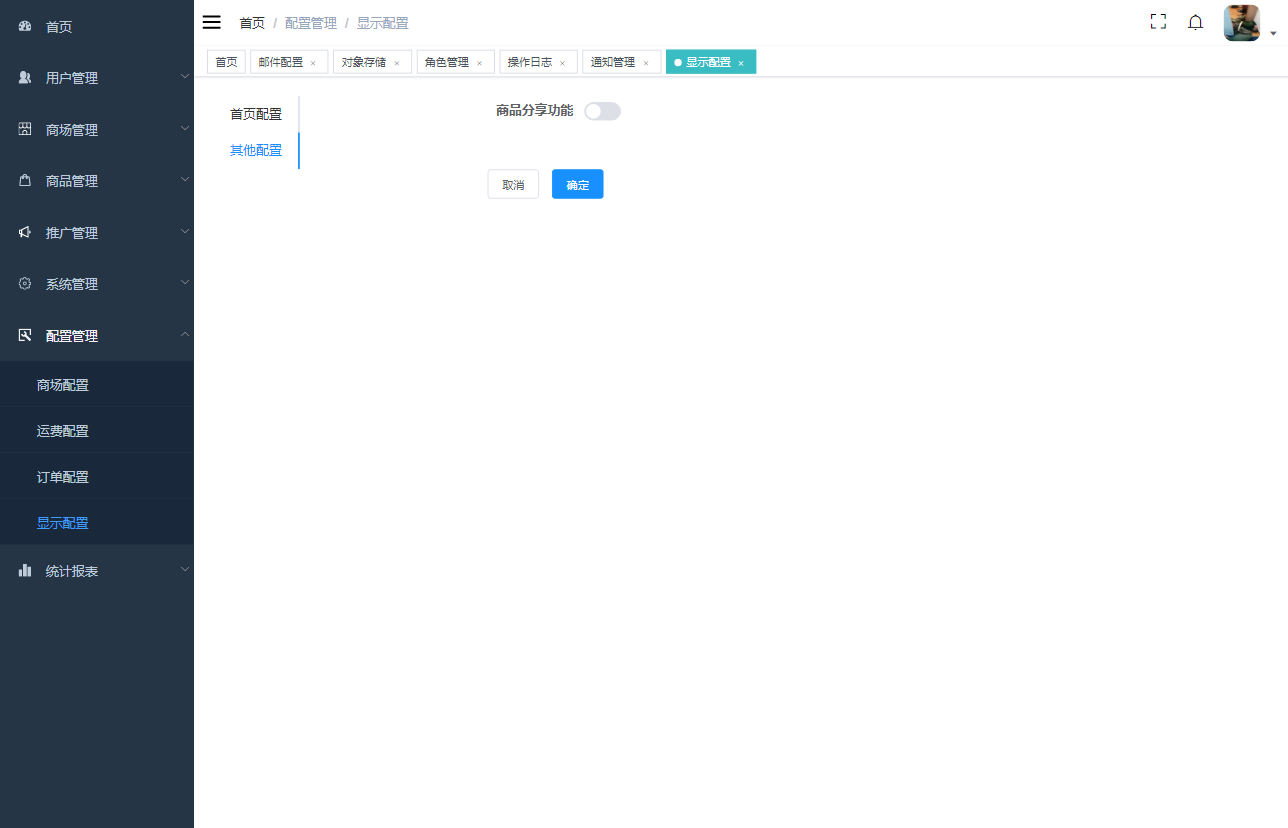 首页
用户管理
商场管理
商品管理
推广管理
系统管理
配置管理
商场配置
运费配置
订单配置
显示配置
统计报表
首页 / 配置管理 / 显示配置
首页 邮件配置 × 对象存储 × 角色管理 × 操作日志 × 通知管理 × 显示配置 ×
首页配置
其他配置
商品分享功能
取消 确定